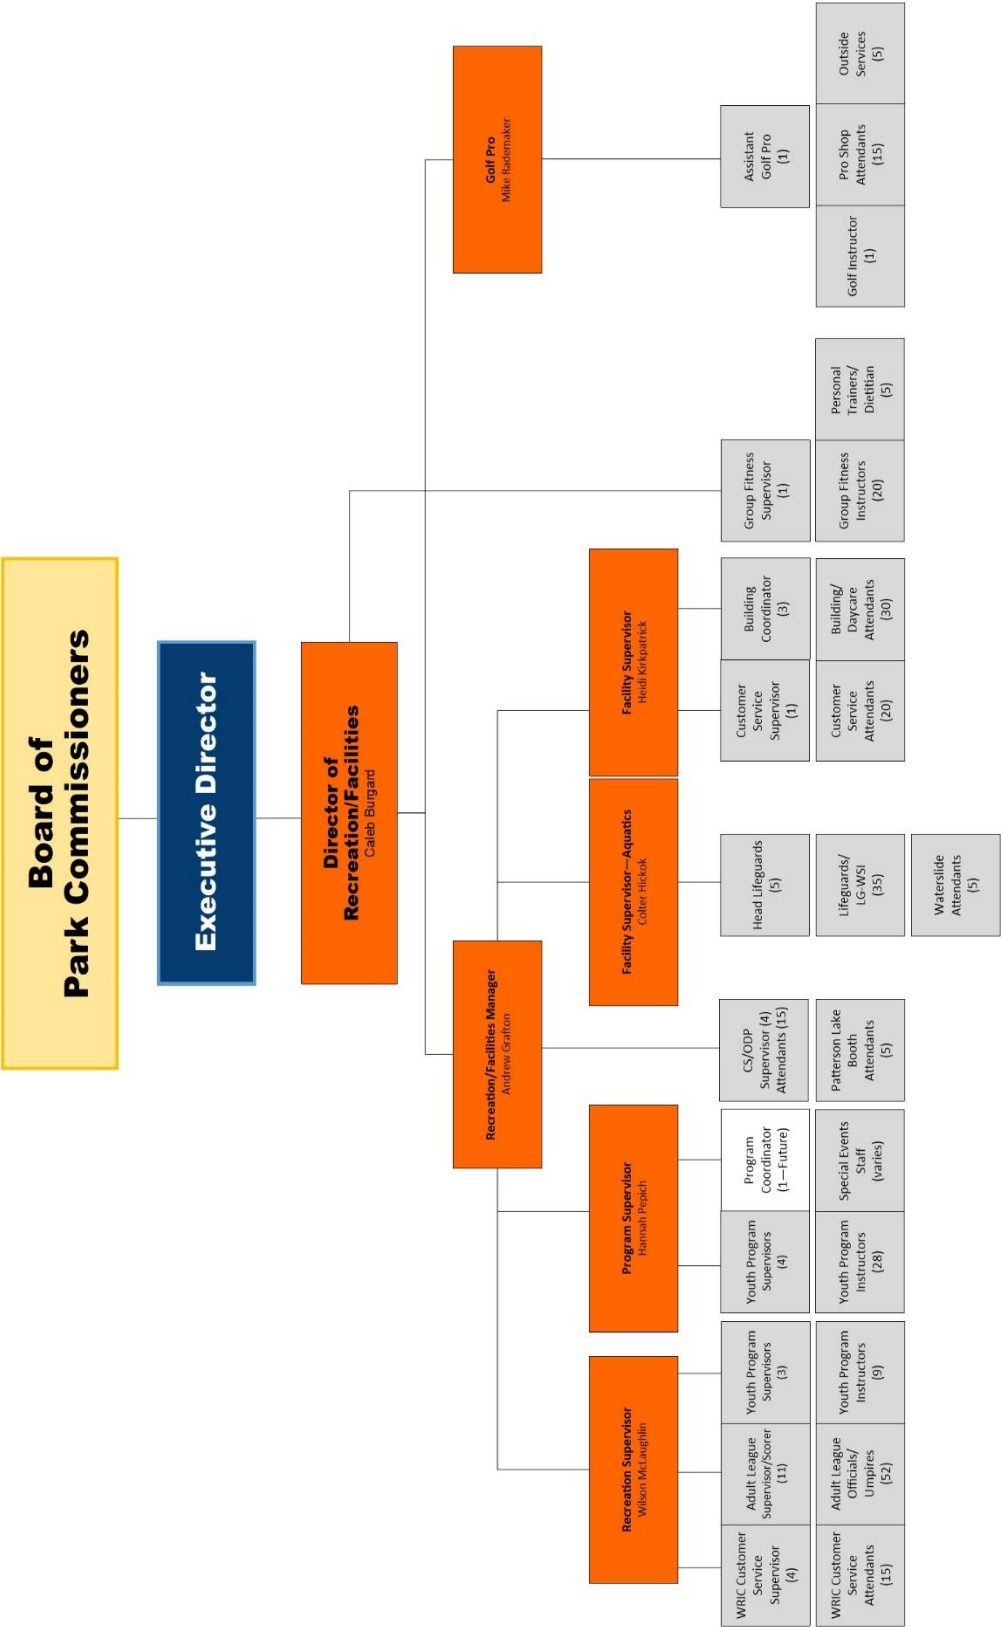 Board of
Park Commissioners
Executive Director
Director of
Recreation/Facilities
Caleb Burgard
Recreation/Facilities Manager
Andrew Grafton
Golf Pro
Mike Rademaker
Recreation Supervisor
Wilson McLaughlin
Program Supervisor
Hannah Pepich
Facility Supervisor—Aquatics
Colter Hickok
Facility Supervisor
Heidi Kirkpatrick
WRIC Customer
Service
Supervisor
(4)
Adult League
Supervisor/Scorer
(11)
Youth Program
Supervisors
(3)
Youth Program
Supervisors
(4)
Program
Coordinator
(1—Future)
CS/ODP
Supervisor (4)
Attendants (15)
Head Lifeguards
(5)
Customer
Service
Supervisor
(1)
Building
Coordinator
(3)
Group Fitness
Supervisor
(1)
Assistant
Golf Pro
(1)
WRIC Customer
Service
Attendants
(15)
Adult League
Officials/
Umpires
(52)
Youth Program
Instructors
(9)
Youth Program
Instructors
(28)
Special Events
Staff
(varies)
Patterson Lake
Booth
Attendants
(5)
Lifeguards/
LG-WSI
(35)
Customer
Service
Attendants
(20)
Building/
Daycare
Attendants
(30)
Group Fitness
Instructors
(20)
Personal
Trainers/
Dietitian
(5)
Golf Instructor
(1)
Pro Shop
Attendants
(15)
Outside
Services
(5)
Waterslide
Attendants
(5)